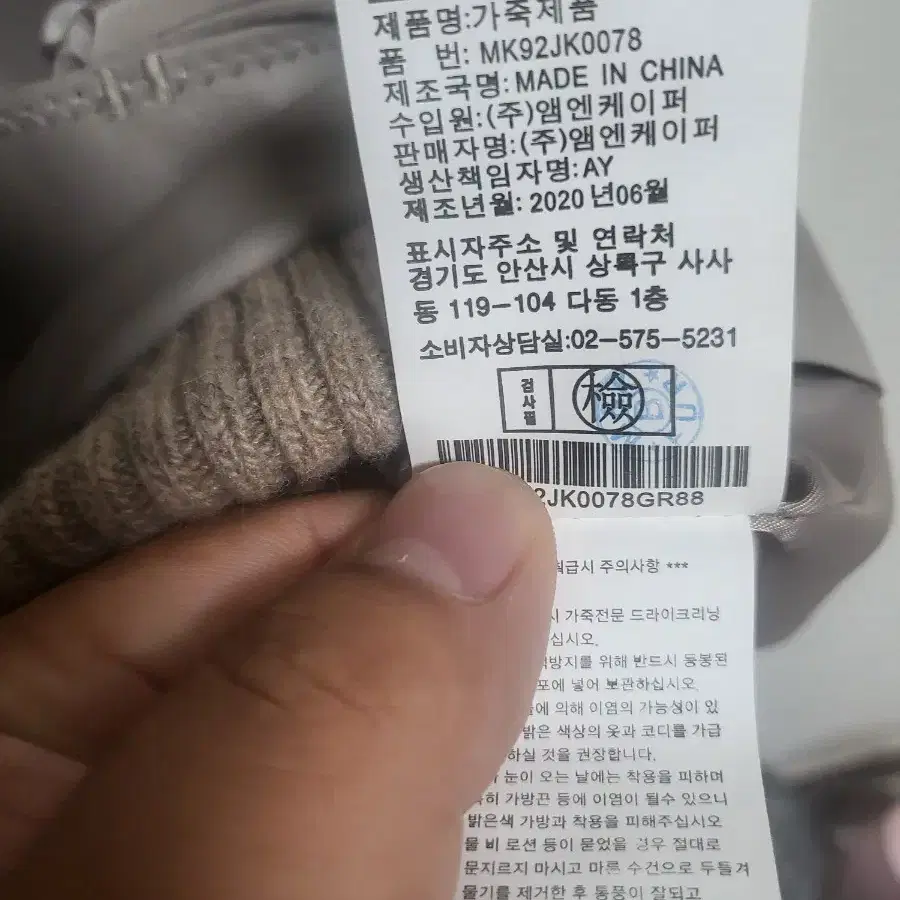 제품명:가죽제품
품 번: MK92JK0078
제조국명: MADE IN CHINA
수입원:(주)앰엔케이퍼
판매자명:(주)앰엔케이퍼
생산책임자명:AY
제조년월: 2020년06월
표시자주소 및 연락처
경기도 안산시 상록구 사사
동 119-104 다동 1층
소비자상담실:02-575-5231
검사필 檢
2JK0078GR88
취급시 주의사항 ***
시 가죽전문 드라이크리닝
십시오.
방지를 위해 반드시 동봉된
포에 넣어 보관하십시오.
에 의해 이염의 가능성이 있
밝은 색상의 옷과 코디를 가급
하실 것을 권장합니다.
눈이 오는 날에는 착용을 피하며
특히 가방끈 등에 이염이 될수 있으니
밝은색 가방과 착용을 피해주십시오
물 비 로션 등이 묻었을 경우 절대로
문지르지 마시고 마른 수건으로 두들겨
물기를 제거한 후 통풍이 잘되고